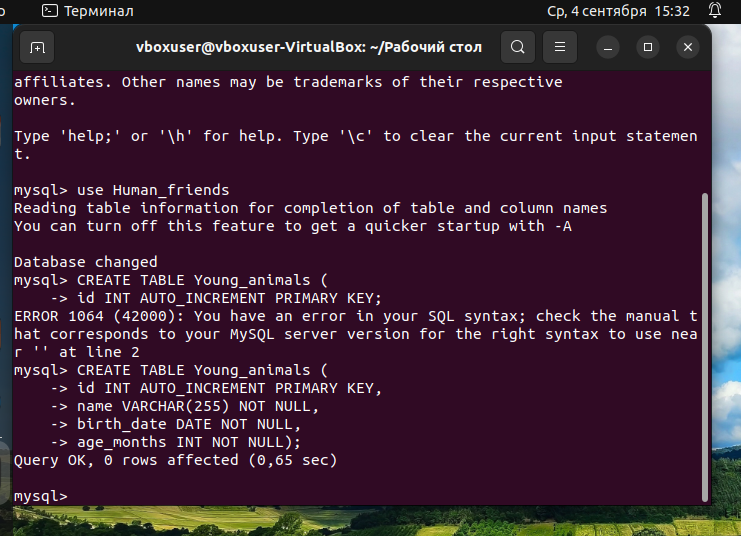 о
Терминал
Ср, 4 сентября 15:32
vboxuser@vboxuser-VirtualBox: ~/Рабочий стол
affiliates. Other names may be trademarks of their respective
owners.
Type 'help;' or '\h' for help. Type '\c' to clear the current input statemen
t.
mysql> use Human_friends
Reading table information for completion of table and column names
You can turn off this feature to get a quicker startup with -A
Database changed
mysql> CREATE TABLE Young_animals (
    -> id INT AUTO_INCREMENT PRIMARY KEY;
ERROR 1064 (42000): You have an error in your SQL syntax; check the manual t
hat corresponds to your MySQL server version for the right syntax to use nea
r '' at line 2
mysql> CREATE TABLE Young_animals (
    -> id INT AUTO_INCREMENT PRIMARY KEY,
    -> name VARCHAR(255) NOT NULL,
    -> birth_date DATE NOT NULL,
    -> age_months INT NOT NULL);
Query OK, 0 rows affected (0,65 sec)
mysql>